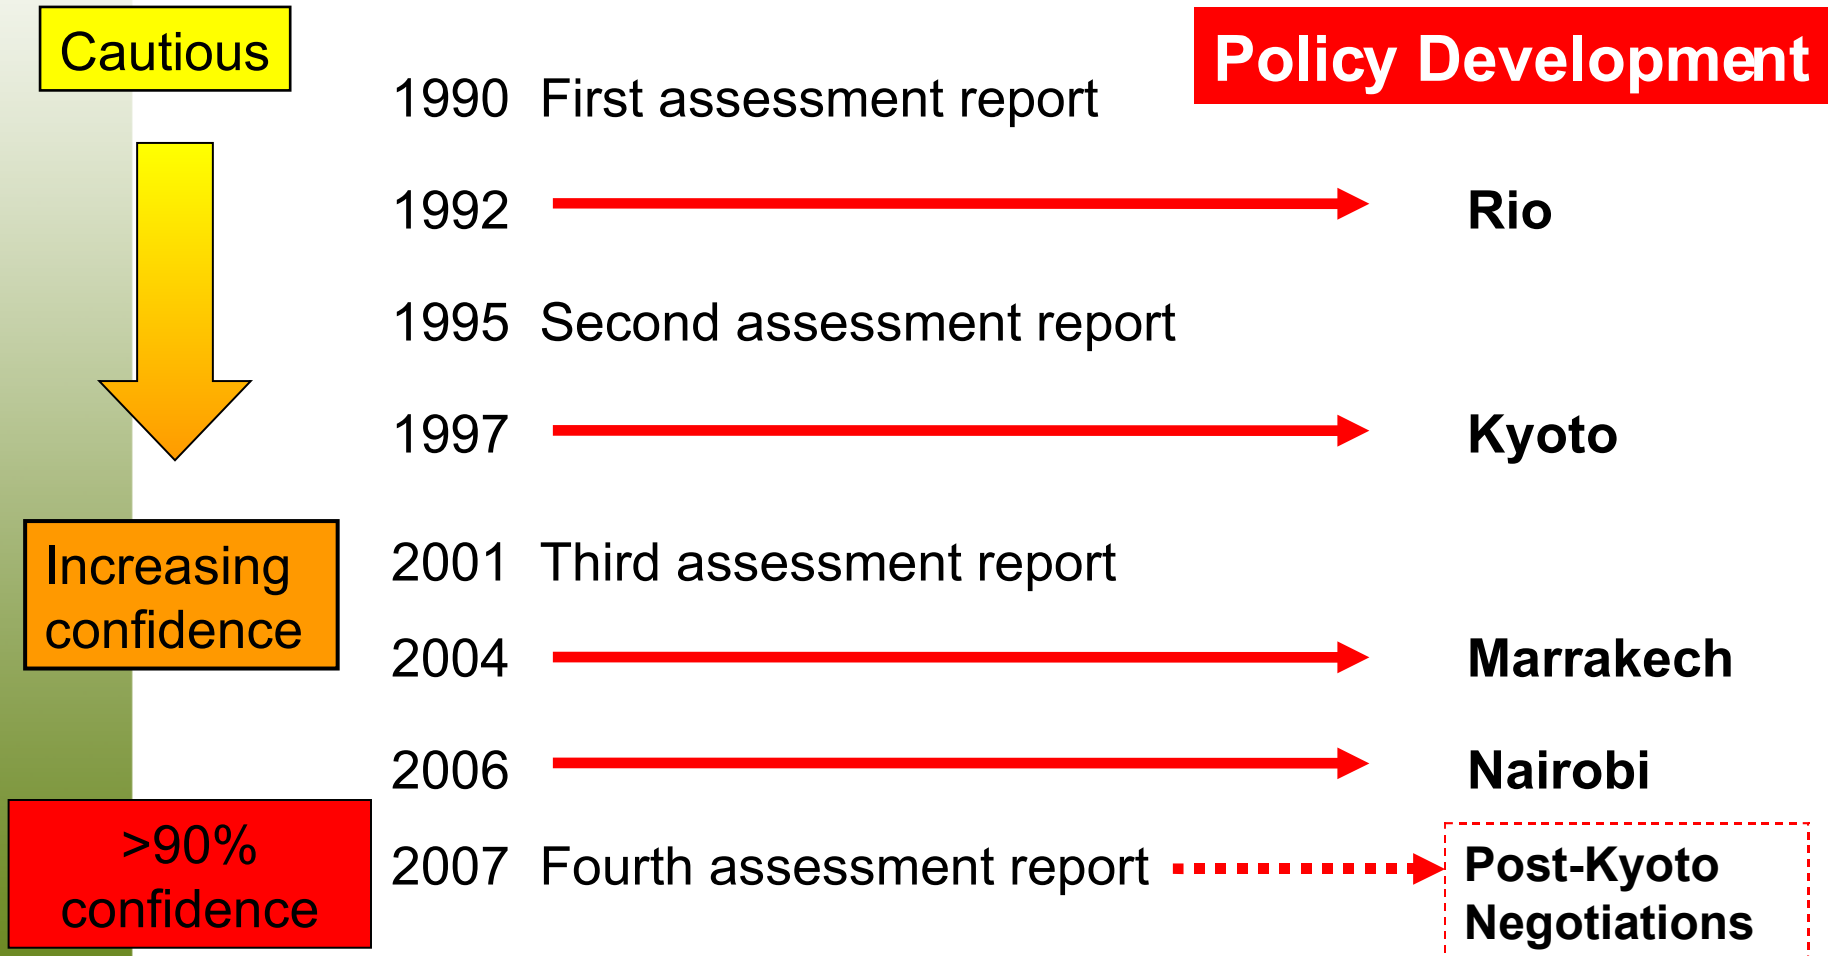 Cautious
Policy Development
1990 First assessment report
1992 Rio
1995 Second assessment report
1997 Kyoto
Increasing
confidence
2001 Third assessment report
2004 Marrakech
2006 Nairobi
>90%
confidence
2007 Fourth assessment report
Post-Kyoto
Negotiations